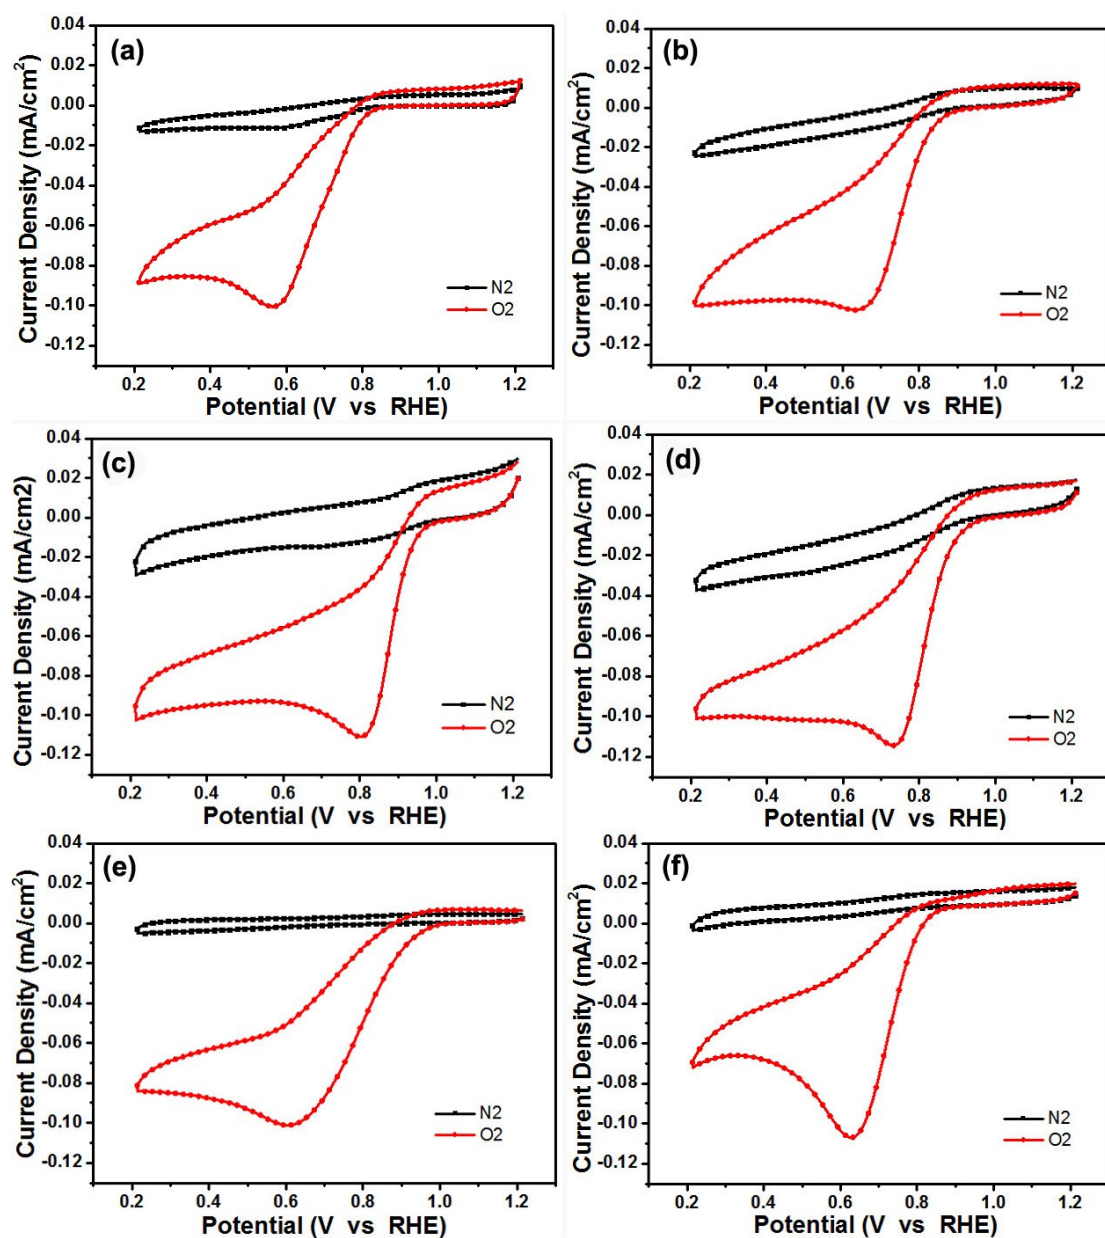 (a)
Current Density (mA/cm²)
0.04
0.02
0.00
-0.02
-0.04
-0.06
-0.08
-0.10
-0.12
N2
O2
0.2 0.4 0.6 0.8 1.0 1.2
Potential (V vs RHE)
(b)
Current Density (mA/cm²)
0.04
0.02
0.00
-0.02
-0.04
-0.06
-0.08
-0.10
-0.12
N2
O2
0.2 0.4 0.6 0.8 1.0 1.2
Potential (V vs RHE)
(c)
Current Density (mA/cm2)
0.04
0.02
0.00
-0.02
-0.04
-0.06
-0.08
-0.10
-0.12
N2
O2
0.2 0.4 0.6 0.8 1.0 1.2
Potential (V vs RHE)
(d)
Current Density (mA/cm²)
0.04
0.02
0.00
-0.02
-0.04
-0.06
-0.08
-0.10
-0.12
N2
O2
0.2 0.4 0.6 0.8 1.0 1.2
Potential (V vs RHE)
(e)
Current Density (mA/cm²)
0.04
0.02
0.00
-0.02
-0.04
-0.06
-0.08
-0.10
-0.12
N2
O2
0.2 0.4 0.6 0.8 1.0 1.2
Potential (V vs RHE)
(f)
Current Density (mA/cm²)
0.04
0.02
0.00
-0.02
-0.04
-0.06
-0.08
-0.10
-0.12
N2
O2
0.2 0.4 0.6 0.8 1.0 1.2
Potential (V vs RHE)